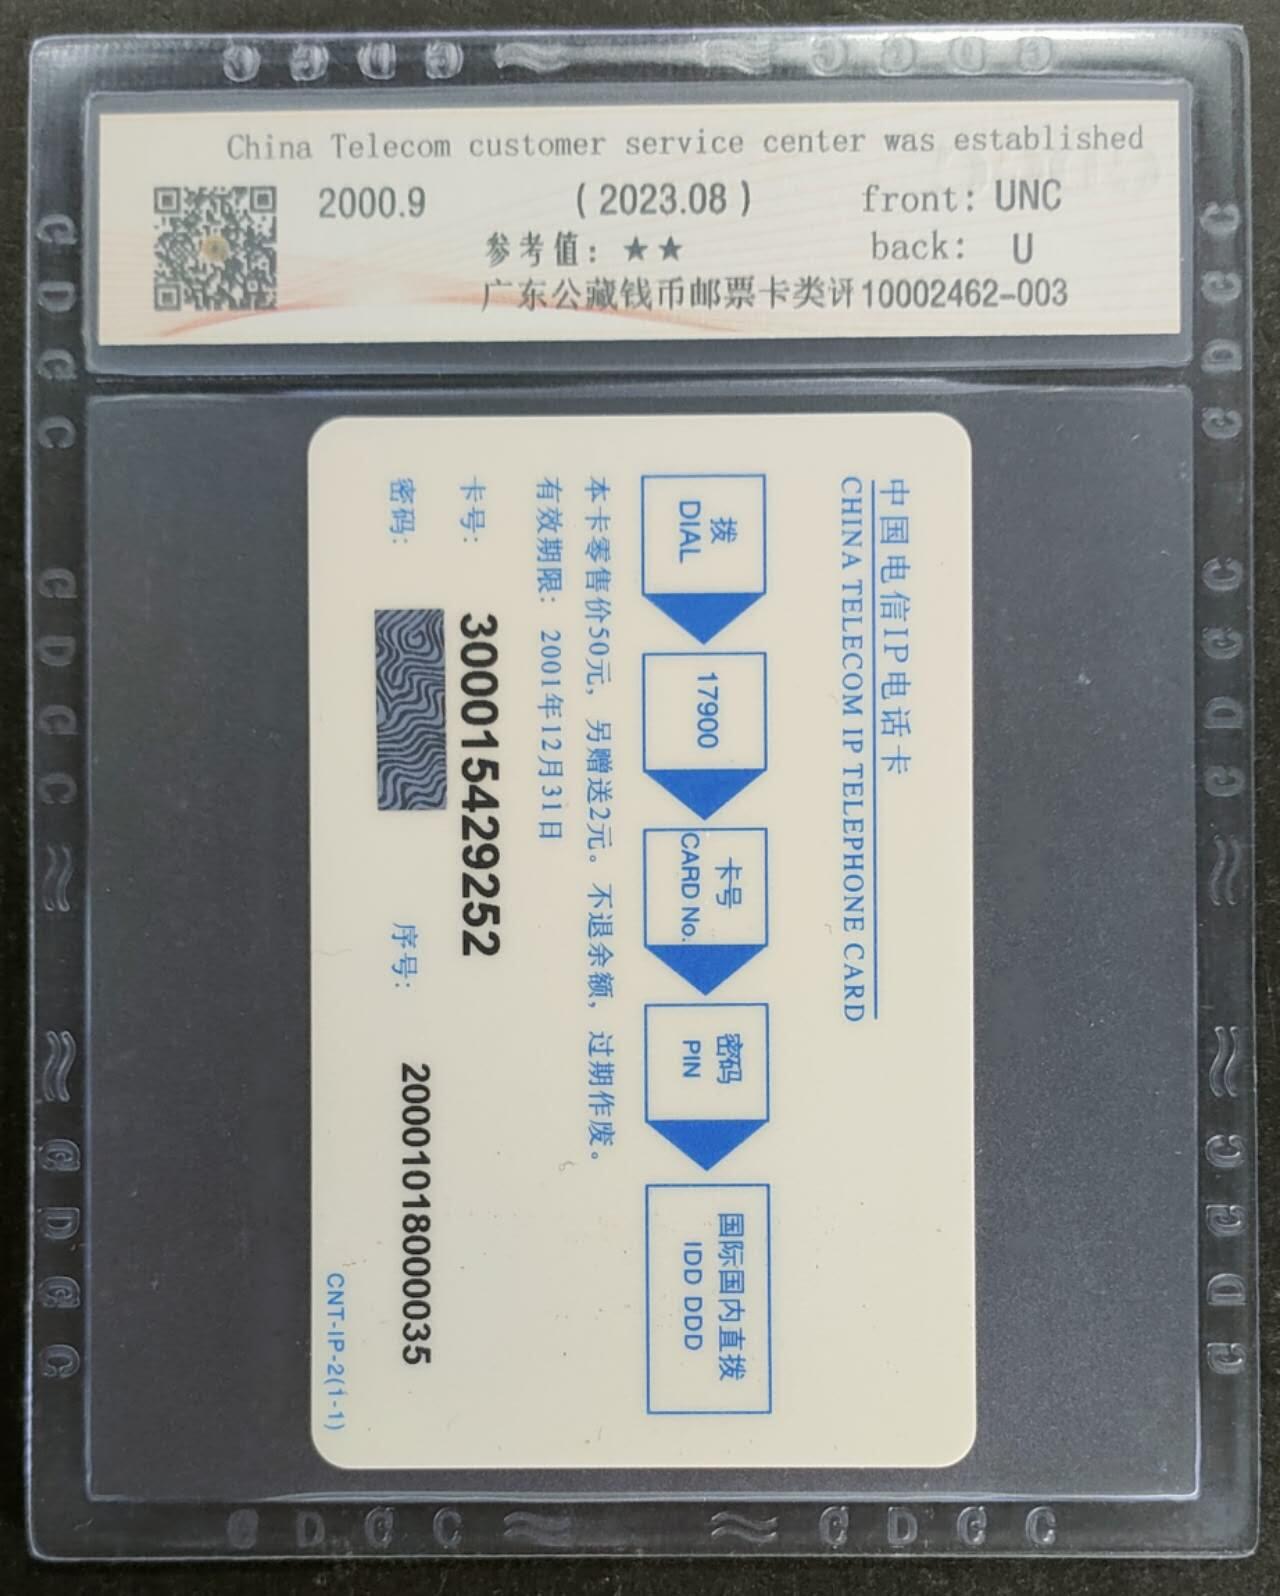 China Telecom customer service center was established
2000.9
(2023.08)
front: UNC
参考值：★★
back: U
广东公藏钱币邮票卡类评10002462-003
中国电信IP电话卡
CHINA TELECOM IP TELEPHONE CARD
拨
DIAL
17900
卡号
CARD No.
密码
PIN
国际国内直拨
IDD DDD
本卡零售价50元，另赠送2元。不退余额，过期作废。
有效期限：2001年12月31日
卡号：300015429252
密码：
序号：200010180000035
CNT-IP-2(1-1)